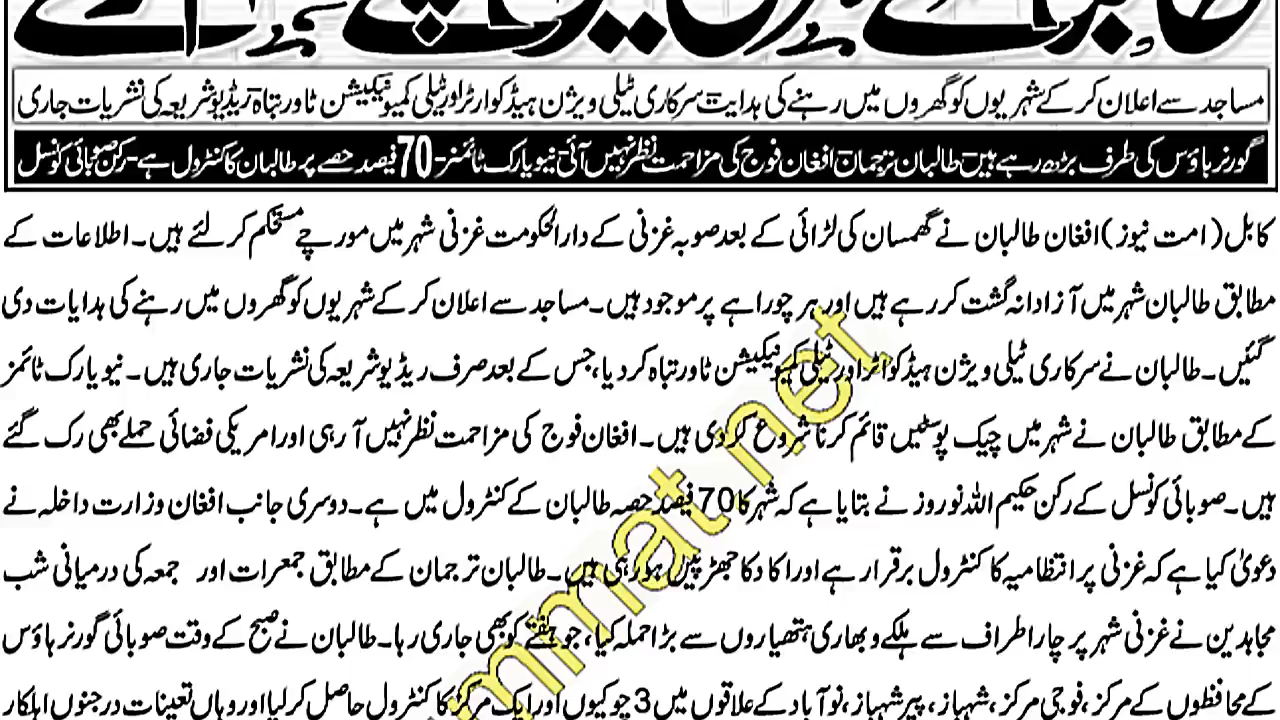 مساجد سے اعلان کر کے شہریوں کو گھروں میں رہنے کی ہدایت۔ سرکاری ٹیلی ویژن ہیڈ کوارٹر اور ٹیلی کمیونیکیشن ٹاور تباہ۔ ریڈیو شریعہ کی نشریات جاری
گورنر ہاؤس کی طرف بڑھ رہے ہیں۔ طالبان ترجمان۔ افغان فوج کی مزاحمت نظر نہیں آئی۔ نیویارک ٹائمنر۔ 70 فیصد حصے پر طالبان کا کنٹرول ہے۔ رکن صوبائی کونسل
کابل (امت نیوز) افغان طالبان نے گھمسان کی لڑائی کے بعد صوبہ غزنی کے دارالحکومت غزنی شہر میں مورچے مستحکم کر لئے ہیں۔ اطلاعات کے
مطابق طالبان شہر میں آزادانہ گشت کر رہے ہیں اور ہر چوراہے پر موجود ہیں۔ مساجد سے اعلان کر کے شہریوں کو گھروں میں رہنے کی ہدایات دی
گئیں۔ طالبان نے سرکاری ٹیلی ویژن ہیڈ کواٹر اور ٹیلی کمیونیکیشن ٹاور تباہ کر دیا، جس کے بعد صرف ریڈیو شریعہ کی نشریات جاری ہیں۔ نیویارک ٹائمز
کے مطابق طالبان نے شہر میں چیک پوسٹیں قائم کرنا شروع کر دی ہیں۔ افغان فوج کی مزاحمت نظر نہیں آ رہی اور امریکی فضائی حملے بھی رک گئے
ہیں۔ صوبائی کونسل کے رکن حکیم اللہ نوروز نے بتایا ہے کہ شہر کا 70 فیصد حصہ طالبان کے کنٹرول میں ہے۔ دوسری جانب افغان وزارت داخلہ نے
دعویٰ کیا ہے کہ غزنی پر انتظامیہ کا کنٹرول برقرار ہے اور اکا دکا جھڑپیں ہو رہی ہیں۔ طالبان ترجمان کے مطابق جمعرات اور جمعہ کی درمیانی شب
مجاہدین نے غزنی شہر پر چار اطراف سے ہلکے و بھاری ہتھیاروں سے بڑا حملہ کیا، جو ہفتے کو بھی جاری رہا۔ طالبان نے صبح کے وقت صوبائی گورنر ہاؤس
کے محافظوں کے مرکز، فوجی مرکز، شہباز، پیر شہباز، نو آباد کے علاقوں میں 3 چوکیوں اور ایک مرکز کا کنٹرول حاصل کر لیا اور وہاں تعینات درجنوں اہلکار
mmat.net